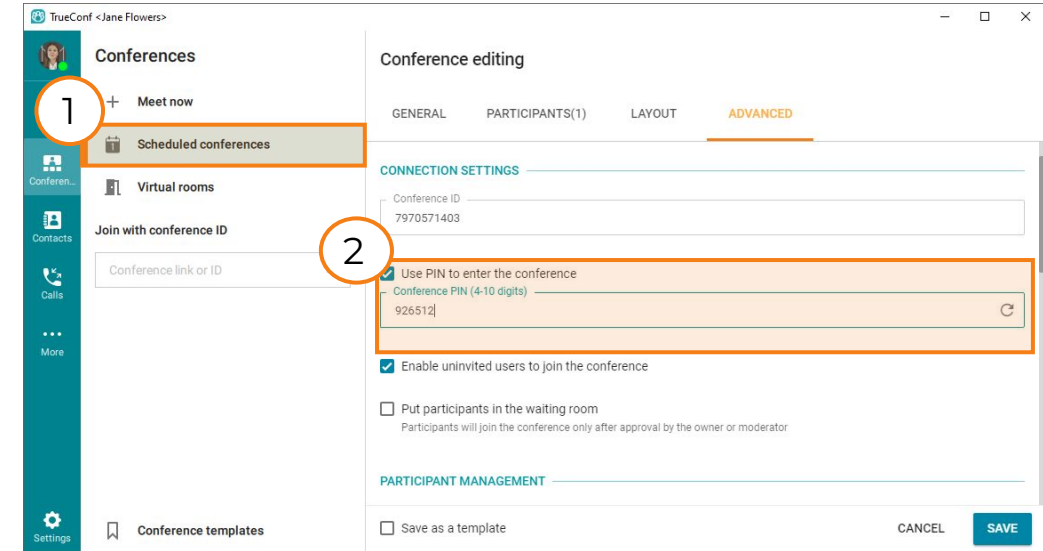 TrueConf <Jane Flowers>
Conferences
Conference editing
1
Meet now
GENERAL PARTICIPANTS(1) LAYOUT ADVANCED
1
Scheduled conferences
Conferen...
Virtual rooms
CONNECTION SETTINGS
Conference ID
7970571403
Contacts
Join with conference ID
2
Conference link or ID
Use PIN to enter the conference
Conference PIN (4-10 digits)
926512
Calls
More
Enable uninvited users to join the conference
Put participants in the waiting room
Participants will join the conference only after approval by the owner or moderator
PARTICIPANT MANAGEMENT
Settings
Conference templates
Save as a template
CANCEL SAVE